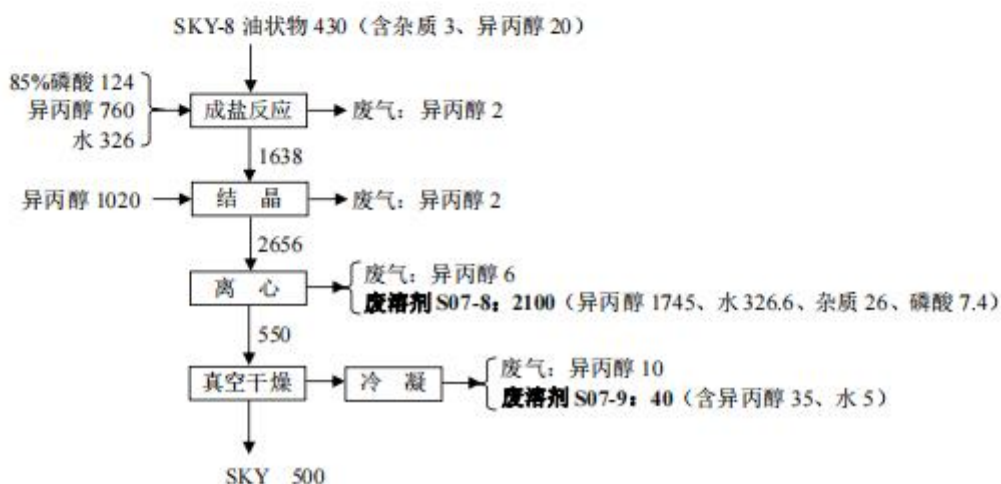 SKY-8 油状物 430（含杂质 3、异丙醇 20）
85%磷酸 124
异丙醇 760
水 326
成盐反应
废气：异丙醇 2
1638
异丙醇 1020
结 晶
废气：异丙醇 2
2656
离 心
废气：异丙醇 6
废溶剂 S07-8：2100（异丙醇 1745、水 326.6、杂质 26、磷酸 7.4）
550
真空干燥
冷 凝
废气：异丙醇 10
废溶剂 S07-9：40（含异丙醇 35、水 5）
SKY 500